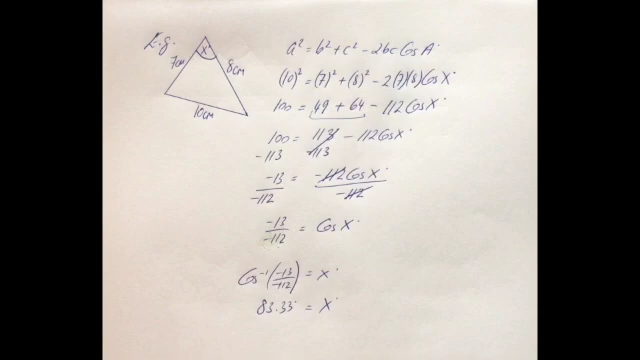 E.g.
X°
7cm
8cm
10cm
a² = b² + c² - 2bc Cos A
(10)² = (7)² + (8)² - 2(7)(8) Cos X°
100 = 49 + 64 - 112 Cos X°
100 = 113 - 112 Cos X°
-113 -113
-13/-112 = -112 Cos X°/-112
-13/-112 = Cos X°
Cos⁻¹(-13/-112) = X°
83.33° = X°